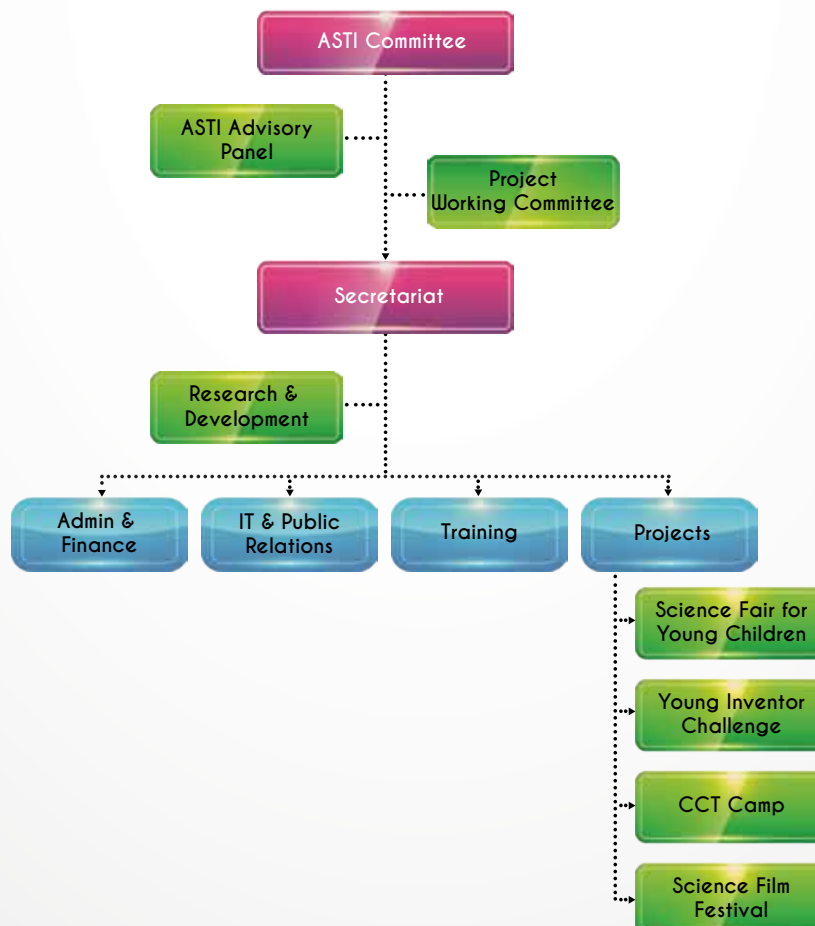 ASTI Committee
ASTI Advisory
Panel
Project
Working Committee
Secretariat
Research &
Development
Admin &
Finance
IT & Public
Relations
Training
Projects
Science Fair for
Young Children
Young Inventor
Challenge
CCT Camp
Science Film
Festival